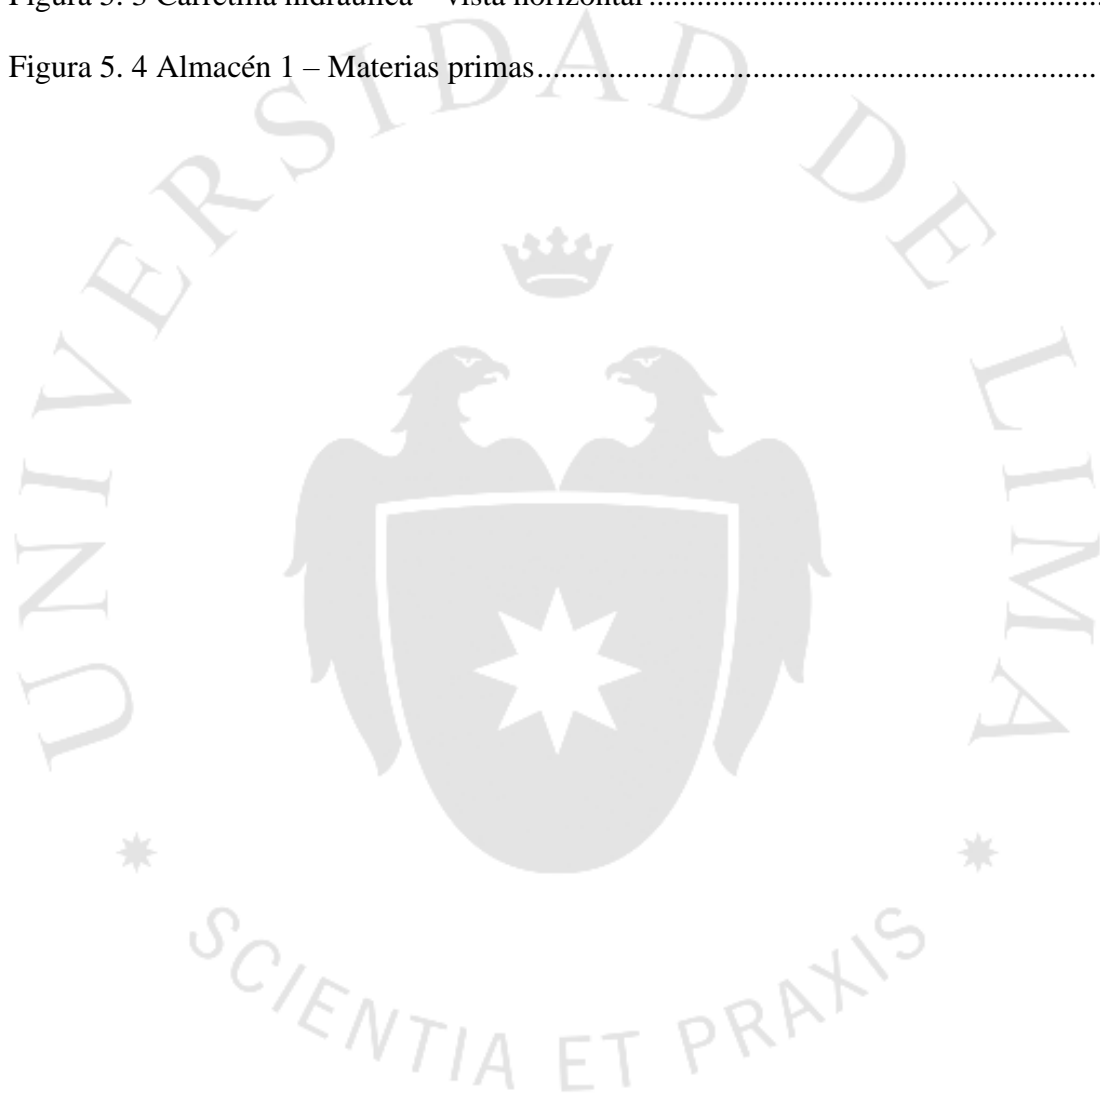 Figura 5. 3 Carretilla hidráulica – vista horizontal
Figura 5. 4 Almacén 1 – Materias primas
UNIVERSIDAD DE LIMA
SCIENTIA ET PRAXIS